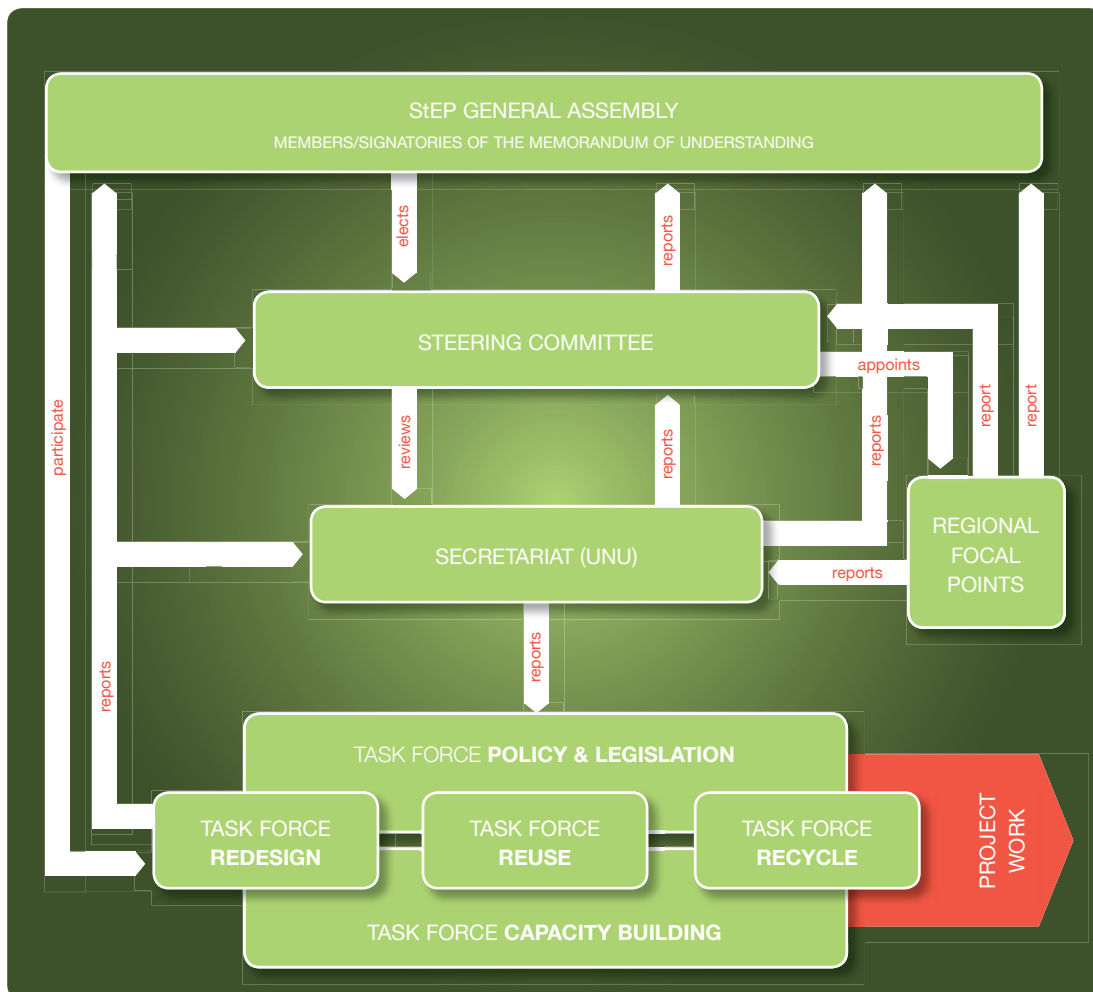 StEP GENERAL ASSEMBLY
MEMBERS/SIGNATORIES OF THE MEMORANDUM OF UNDERSTANDING
elects
reports
STEERING COMMITTEE
appoints
participate
reviews
reports
reports
report
report
SECRETARIAT (UNU)
REGIONAL
FOCAL
POINTS
reports
reports
reports
TASK FORCE POLICY & LEGISLATION
TASK FORCE
REDESIGN
TASK FORCE
REUSE
TASK FORCE
RECYCLE
PROJECT
WORK
TASK FORCE CAPACITY BUILDING